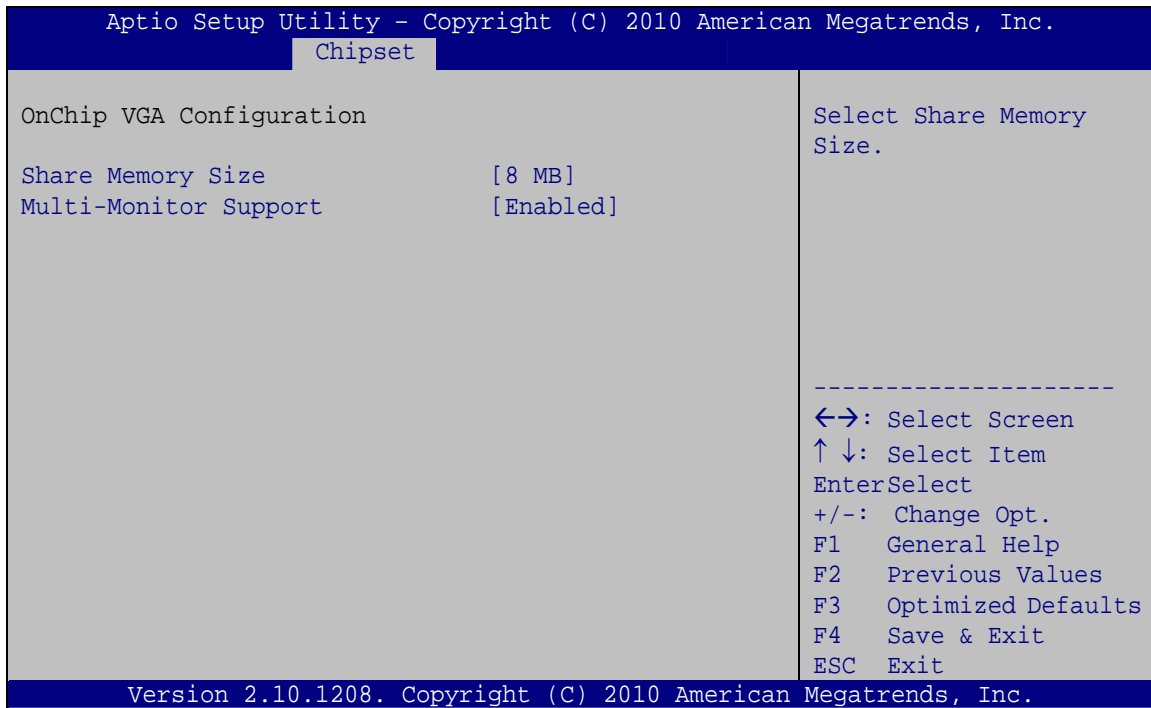 Aptio Setup Utility – Copyright (C) 2010 American Megatrends, Inc.
Chipset
OnChip VGA Configuration
Share Memory Size [8 MB]
Multi-Monitor Support [Enabled]
Select Share Memory
Size.
---------------------
←→: Select Screen
↑ ↓: Select Item
EnterSelect
+/-: Change Opt.
F1 General Help
F2 Previous Values
F3 Optimized Defaults
F4 Save & Exit
ESC Exit
Version 2.10.1208. Copyright (C) 2010 American Megatrends, Inc.